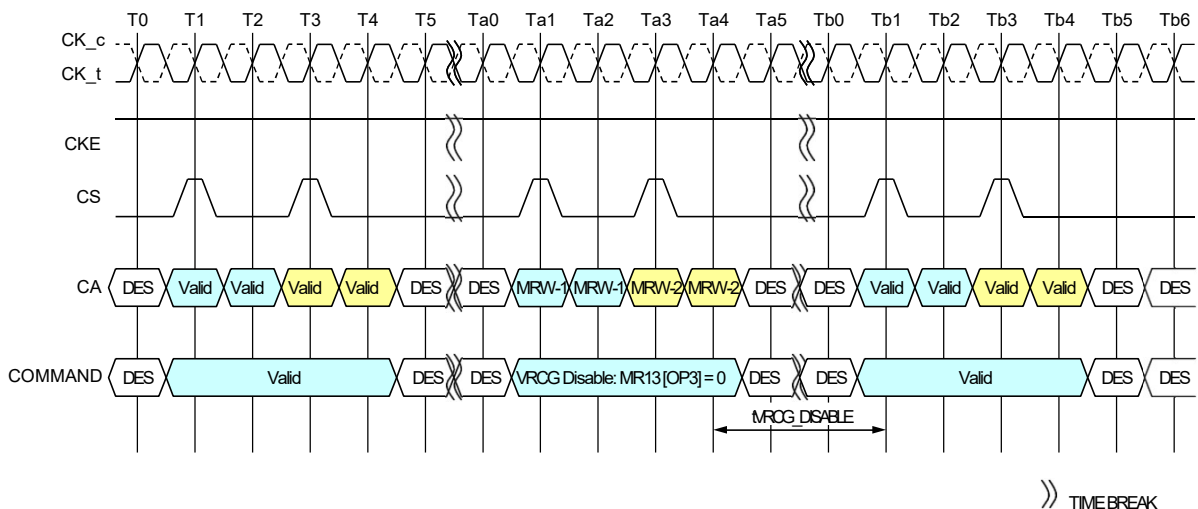 T0 T1 T2 T3 T4 T5 Ta0 Ta1 Ta2 Ta3 Ta4 Ta5 Tb0 Tb1 Tb2 Tb3 Tb4 Tb5 Tb6
CK_c
CK_t
CKE
CS
CA DES Valid Valid Valid Valid DES DES MRW-1 MRW-1 MRW-2 MRW-2 DES DES Valid Valid Valid Valid DES DES
COMMAND DES Valid DES DES VRCG Disable: MR13 [OP3] = 0 DES DES Valid DES DES
tVRCG_DISABLE
TIME BREAK